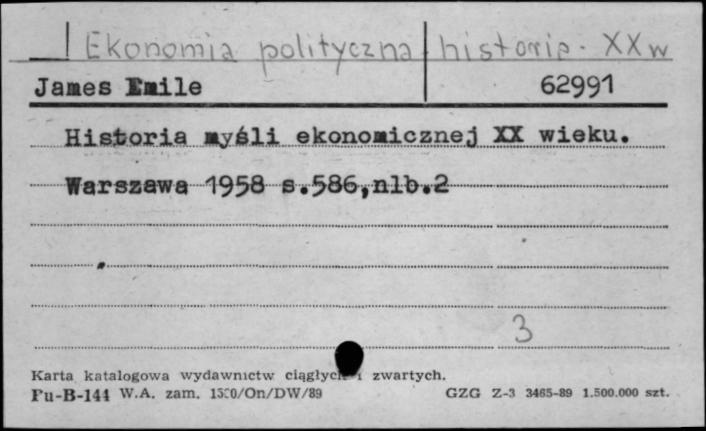 Ekonomia polityczna historia - XX w
James Emile 62991
Historia myśli ekonomicznej XX wieku.
Warszawa 1958 s.586,nlb.2
3
Karta katalogowa wydawnictw ciągłych i zwartych.
Pu-B-144 W.A. zam. /On/DW/89 GZG Z-3 3465-89 1.500.000 szt.